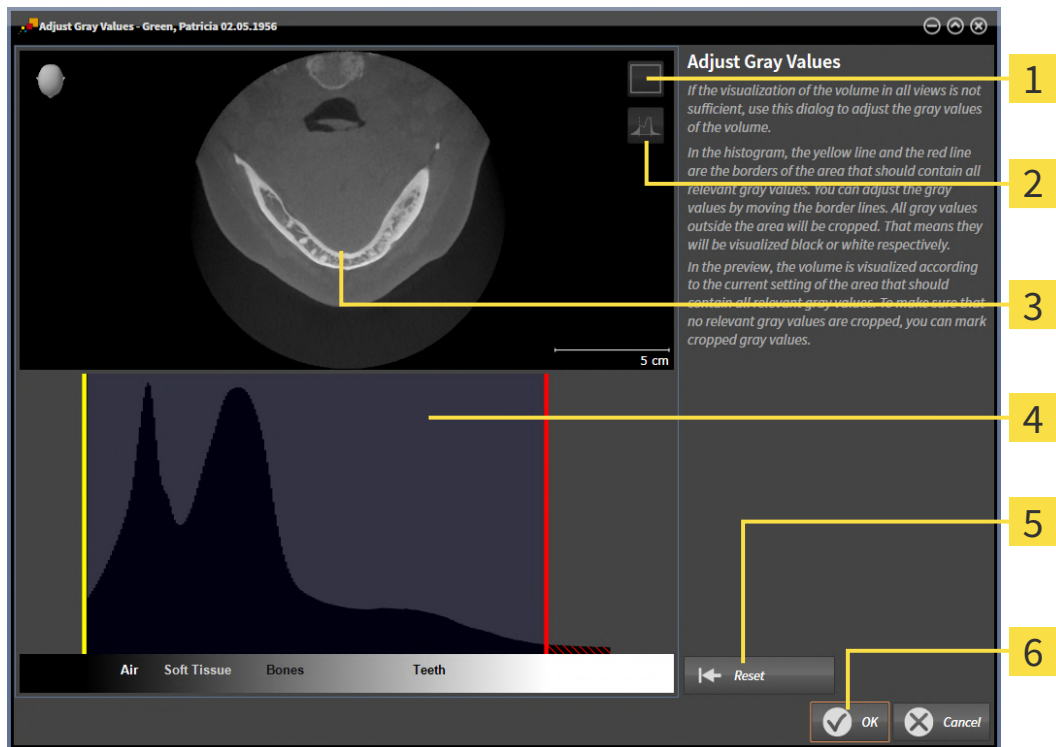 Adjust Gray Values - Green, Patricia 02.05.1956
5 cm
Air Soft Tissue Bones Teeth
Adjust Gray Values
If the visualization of the volume in all views is not
sufficient, use this dialog to adjust the gray values
of the volume.
In the histogram, the yellow line and the red line
are the borders of the area that should contain all
relevant gray values. You can adjust the gray
values by moving the border lines. All gray values
outside the area will be cropped. That means they
will be visualized black or white respectively.
In the preview, the volume is visualized according
to the current setting of the area that should
contain all relevant gray values. To make sure that
no relevant gray values are cropped, you can mark
cropped gray values.
Reset
OK
Cancel
1
2
3
4
5
6